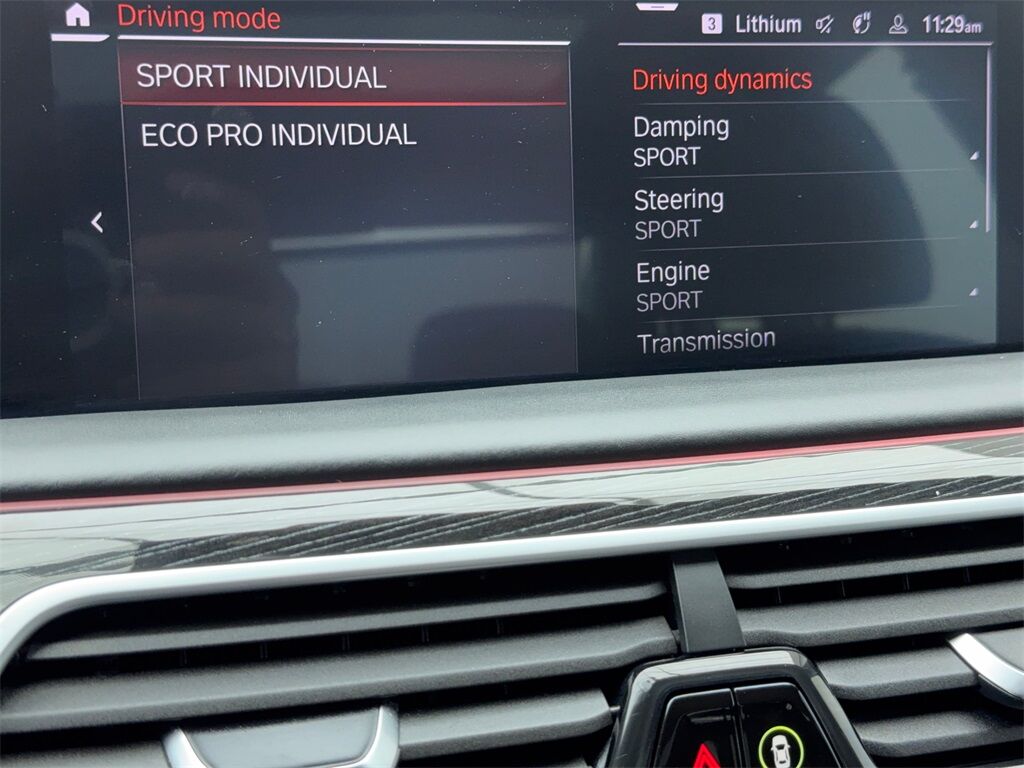 Driving mode
3 Lithium 11:29am
SPORT INDIVIDUAL
ECO PRO INDIVIDUAL
Driving dynamics
Damping
SPORT
Steering
SPORT
Engine
SPORT
Transmission